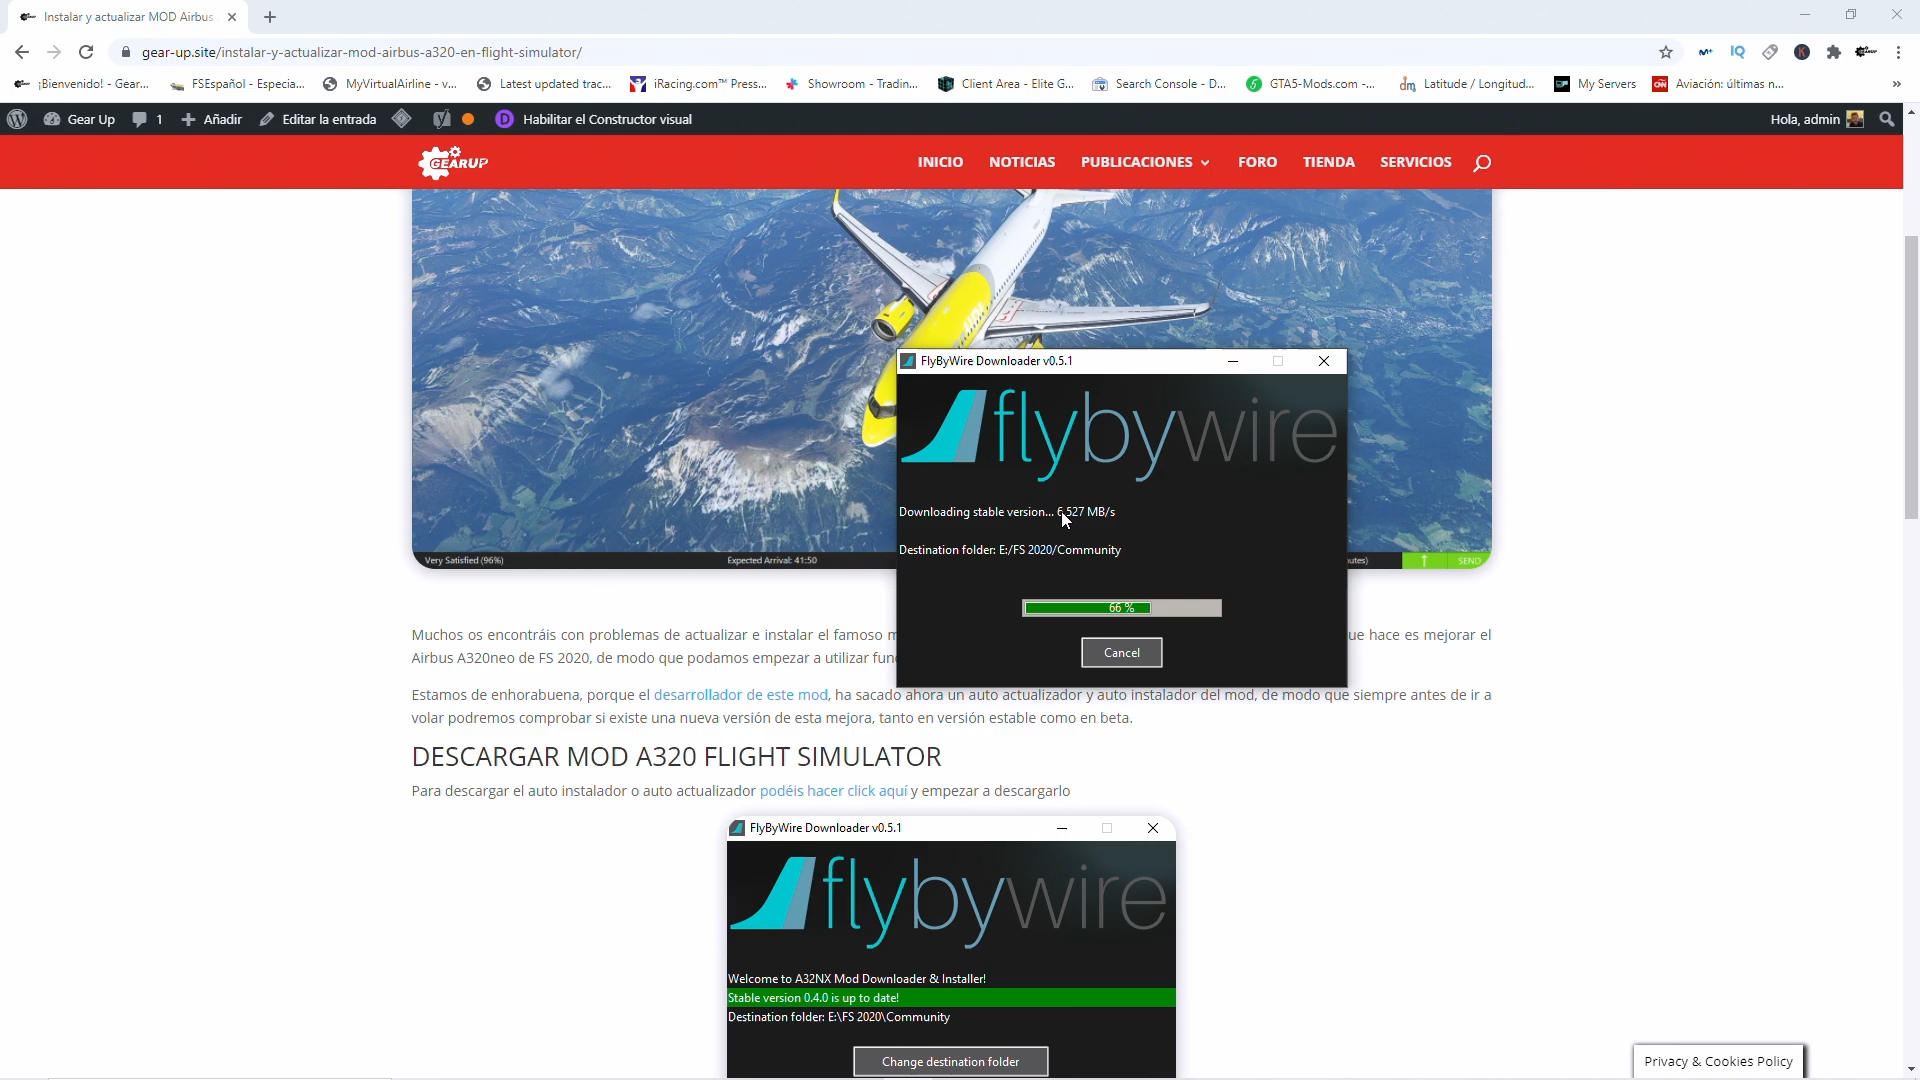 Instalar y actualizar MOD Airbus
gear-up.site/instalar-y-actualizar-mod-airbus-a320-en-flight-simulator/
¡Bienvenido! - Gear... FSEspañol - Especia... MyVirtualAirline - v... Latest updated trac... iRacing.com™ Press... Showroom - Tradin... Client Area - Elite G... Search Console - D... GTA5-Mods.com -... Latitude / Longitud... My Servers Aviación: últimas n... »
Gear Up 1 Añadir Editar la entrada Habilitar el Constructor visual Hola, admin
GEARUP INICIO NOTICIAS PUBLICACIONES FORO TIENDA SERVICIOS
FlyByWire Downloader v0.5.1
flybywire
Downloading stable version... 6,527 MB/s
Destination folder: E:/FS 2020/Community
Very Satisfied (96%) Expected Arrival: 41:50 utes) SEND
66 %
Cancel
Muchos os encontráis con problemas de actualizar e instalar el famoso m ue hace es mejorar el
Airbus A320neo de FS 2020, de modo que podamos empezar a utilizar fun
Estamos de enhorabuena, porque el desarrollador de este mod, ha sacado ahora un auto actualizador y auto instalador del mod, de modo que siempre antes de ir a
volar podremos comprobar si existe una nueva versión de esta mejora, tanto en versión estable como en beta.
DESCARGAR MOD A320 FLIGHT SIMULATOR
Para descargar el auto instalador o auto actualizador podéis hacer click aquí y empezar a descargarlo
FlyByWire Downloader v0.5.1
flybywire
Welcome to A32NX Mod Downloader & Installer!
Stable version 0.4.0 is up to date!
Destination folder: E:\FS 2020\Community
Change destination folder
Privacy & Cookies Policy